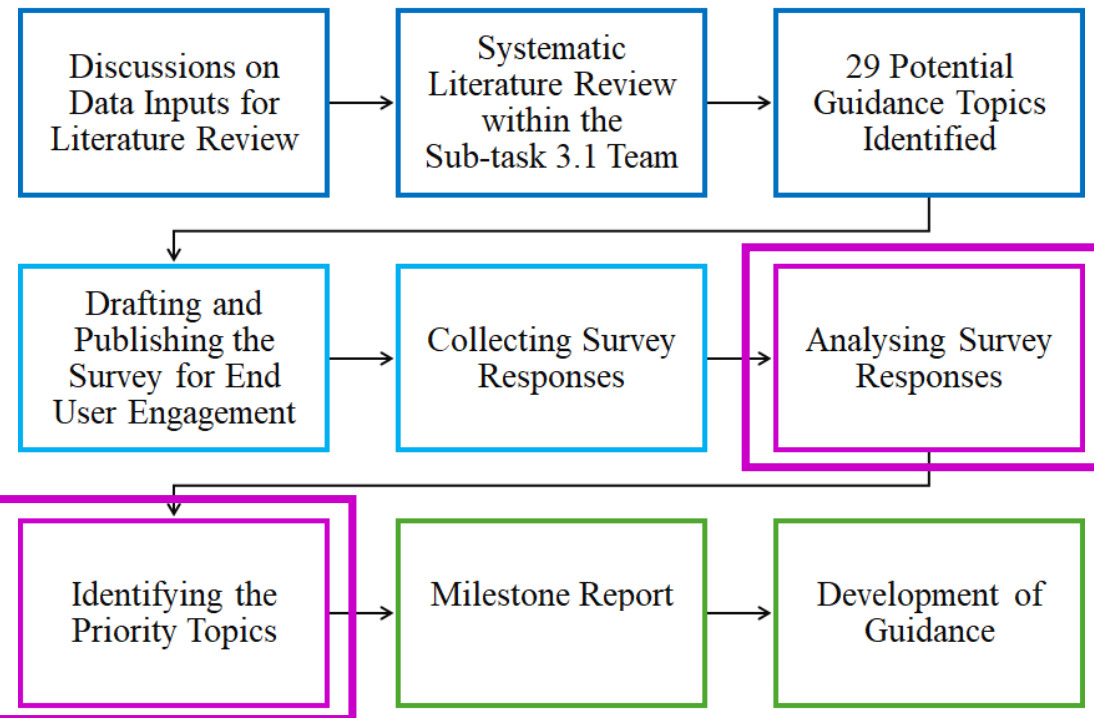 Discussions on
Data Inputs for
Literature Review
Systematic
Literature Review
within the
Sub-task 3.1 Team
29 Potential
Guidance Topics
Identified
Drafting and
Publishing the
Survey for End
User Engagement
Collecting Survey
Responses
Analysing Survey
Responses
Identifying the
Priority Topics
Milestone Report
Development of
Guidance